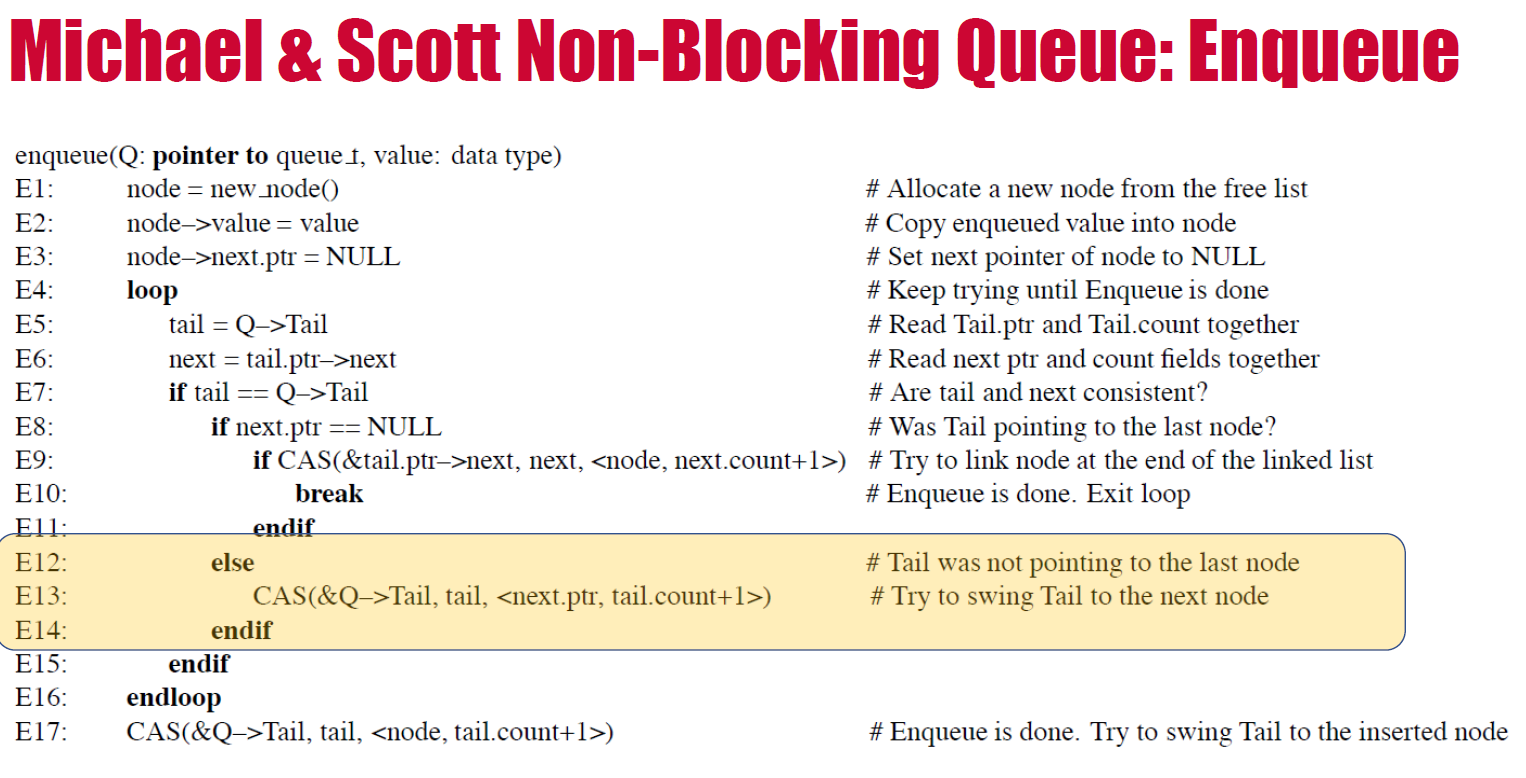 Michael & Scott Non-Blocking Queue: Enqueue
enqueue(Q: pointer to queue_t, value: data type)
E1: node = new_node() # Allocate a new node from the free list
E2: node–>value = value # Copy enqueued value into node
E3: node–>next.ptr = NULL # Set next pointer of node to NULL
E4: loop # Keep trying until Enqueue is done
E5: tail = Q–>Tail # Read Tail.ptr and Tail.count together
E6: next = tail.ptr–>next # Read next ptr and count fields together
E7: if tail == Q–>Tail # Are tail and next consistent?
E8: if next.ptr == NULL # Was Tail pointing to the last node?
E9: if CAS(&tail.ptr–>next, next, <node, next.count+1>) # Try to link node at the end of the linked list
E10: break # Enqueue is done. Exit loop
E11: endif
E12: else # Tail was not pointing to the last node
E13: CAS(&Q–>Tail, tail, <next.ptr, tail.count+1>) # Try to swing Tail to the next node
E14: endif
E15: endif
E16: endloop
E17: CAS(&Q–>Tail, tail, <node, tail.count+1>) # Enqueue is done. Try to swing Tail to the inserted node